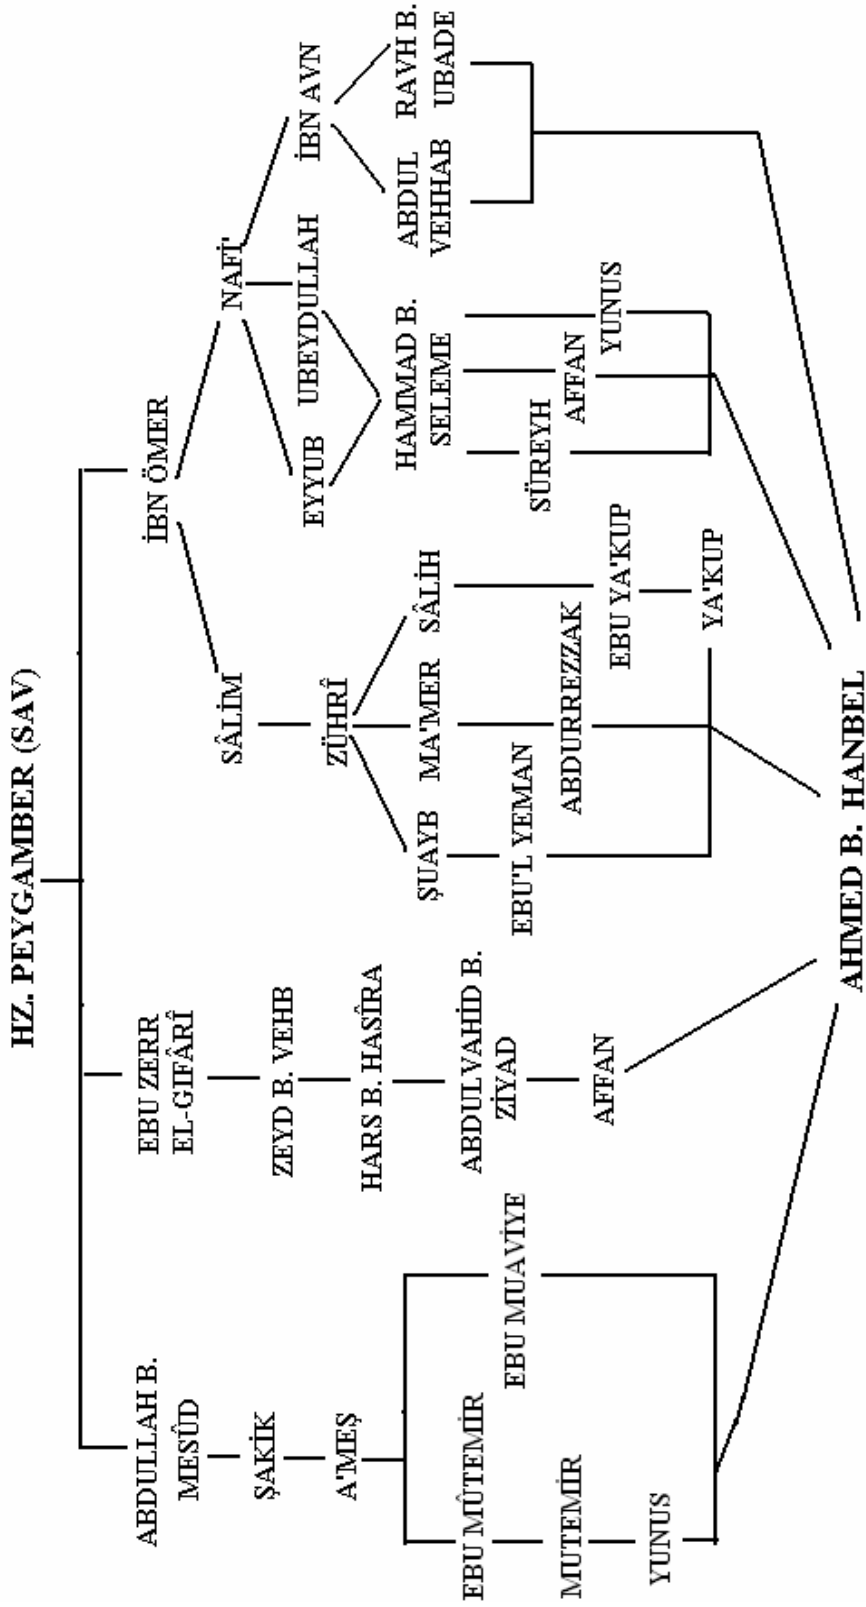 HZ. PEYGAMBER (SAV)
ABDULLAH B.
MESÛD
EBU ZERR
EL-GIFÂRÎ
İBN ÖMER
ŞAKİK
ZEYD B. VEHB
SÂLİM
NAFİ'
A'MEŞ
HARS B. HASÎRA
ZÜHRÎ
EYYUB
UBEYDULLAH
İBN AVN
ŞUAYB
MA'MER
SÂLİH
HAMMAD B.
SELEME
ABDUL
VEHHAB
RAVH B.
UBADE
EBU MÛTEMİR
EBU MUAVİYE
ABDULVAHİD B.
ZİYAD
EBU'L YEMAN
ABDURREZZAK
EBU YA'KUP
SÜREYH
AFFAN
YUNUS
MUTEMİR
AFFAN
YUNUS
YA'KUP
AHMED B. HANBEL